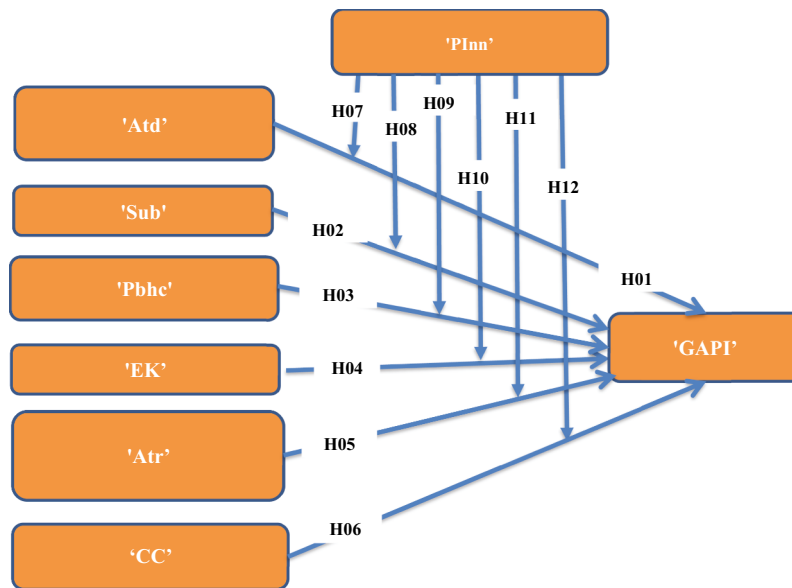 'PInn’
H07
H08
H09
H10
H11
H12
'Atd’
'Sub'
H02
'Pbhc'
H03
H01
'GAPI’
'EK’
H04
'Atr’
H05
‘CC’
H06